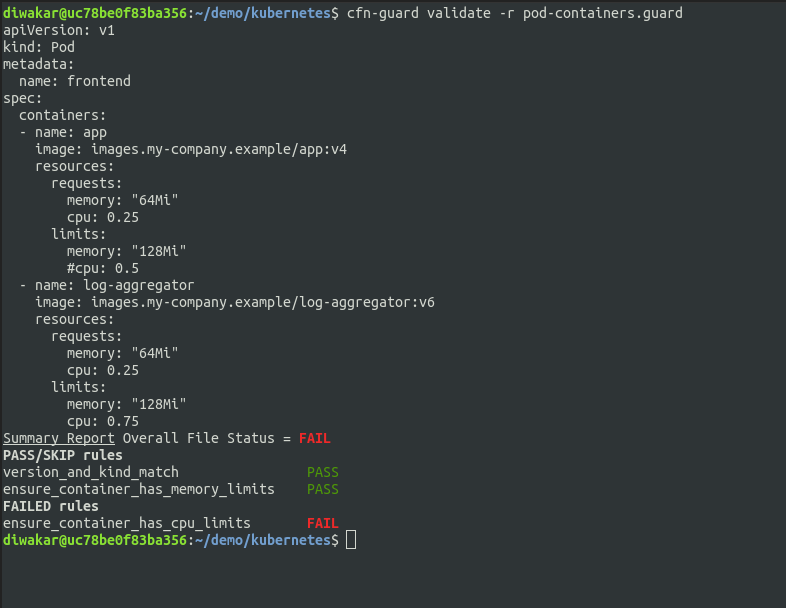 diwakar@uc78be0f83ba356:~/demo/kubernetes$ cfn-guard validate -r pod-containers.guard
apiVersion: v1
kind: Pod
metadata:
  name: frontend
spec:
  containers:
  - name: app
    image: images.my-company.example/app:v4
    resources:
      requests:
        memory: "64Mi"
        cpu: 0.25
      limits:
        memory: "128Mi"
        #cpu: 0.5
  - name: log-aggregator
    image: images.my-company.example/log-aggregator:v6
    resources:
      requests:
        memory: "64Mi"
        cpu: 0.25
      limits:
        memory: "128Mi"
        cpu: 0.75
Summary Report Overall File Status = FAIL
PASS/SKIP rules
version_and_kind_match                PASS
ensure_container_has_memory_limits    PASS
FAILED rules
ensure_container_has_cpu_limits       FAIL
diwakar@uc78be0f83ba356:~/demo/kubernetes$